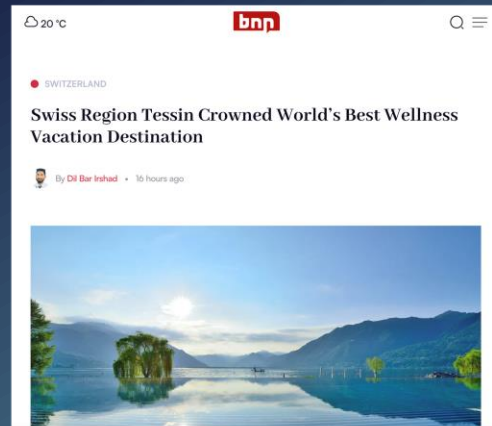 20 °C
bnn
SWITZERLAND
Swiss Region Tessin Crowned World's Best Wellness
Vacation Destination
By Dil Bar Irshad • 16 hours ago